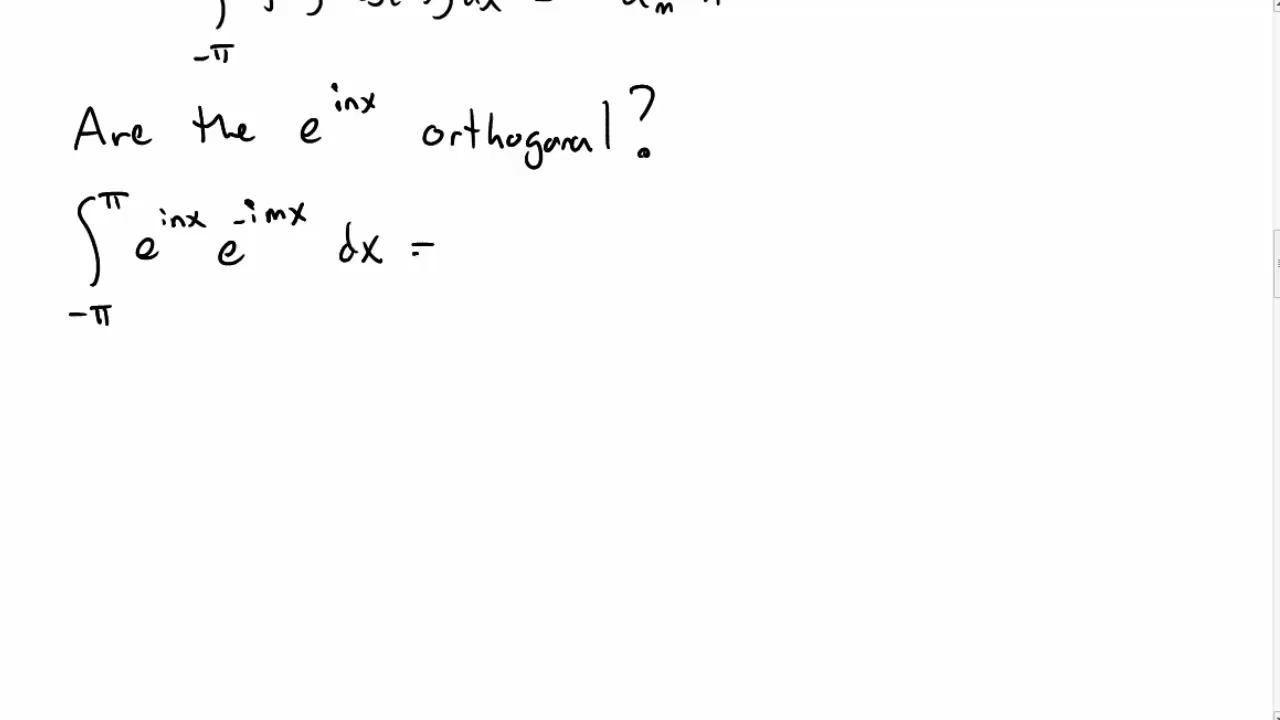 -π
Are the e^{inx} orthogonal?
∫_{-π}^{π} e^{inx} e^{-imx} dx =